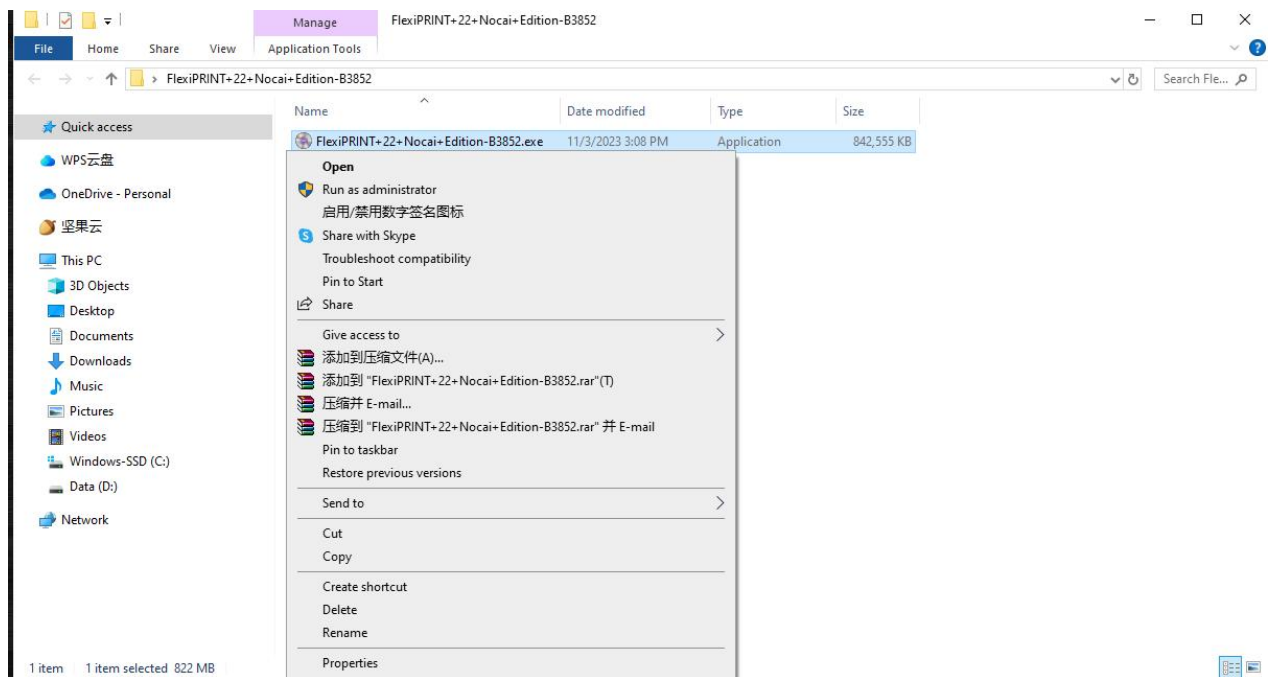 Manage FlexiPRINT+22+Nocai+Edition-B3852
File Home Share View Application Tools
FlexiPRINT+22+Nocai+Edition-B3852 Search Fle...
Name Date modified Type Size
FlexiPRINT+22+Nocai+Edition-B3852.exe 11/3/2023 3:08 PM Application 842,555 KB
Quick access
WPS云盘
OneDrive - Personal
坚果云
This PC
3D Objects
Desktop
Documents
Downloads
Music
Pictures
Videos
Windows-SSD (C:)
Data (D:)
Network
Open
Run as administrator
启用/禁用数字签名图标
Share with Skype
Troubleshoot compatibility
Pin to Start
Share
Give access to
添加到压缩文件(A)...
添加到 "FlexiPRINT+22+Nocai+Edition-B3852.rar"(T)
压缩并 E-mail...
压缩到 "FlexiPRINT+22+Nocai+Edition-B3852.rar" 并 E-mail
Pin to taskbar
Restore previous versions
Send to
Cut
Copy
Create shortcut
Delete
Rename
Properties
1 item 1 item selected 822 MB